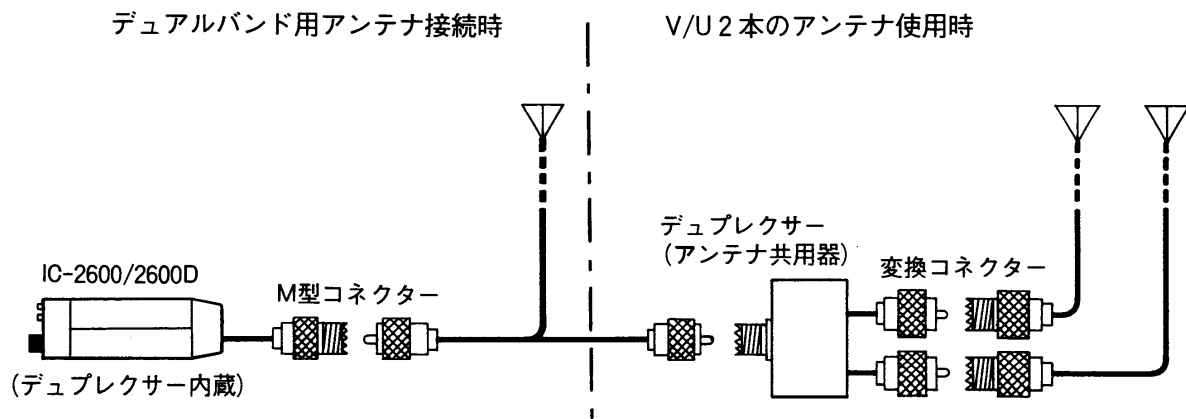 デュアルバンド用アンテナ接続時
V/U 2 本のアンテナ使用時
IC-2600/2600D
M型コネクター
(デュプレクサー内蔵)
デュプレクサー
(アンテナ共用器)
変換コネクター